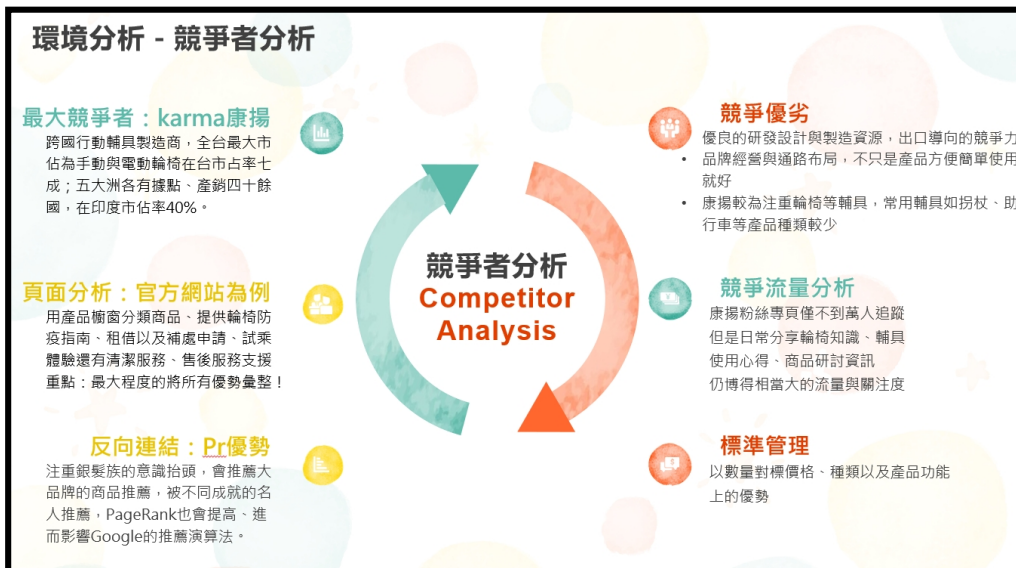 環境分析 - 競爭者分析
最大競爭者：karma康揚
跨國行動輔具製造商，全台最大市
佔為手動與電動輪椅在台市占率七
成；五大洲各有據點、產銷四十餘
國，在印度市佔率40%。
頁面分析：官方網站為例
用產品櫥窗分類商品、提供輪椅防
疫指南、租借以及補處申請、試乘
體驗還有清潔服務、售後服務支援
重點：最大程度的將所有優勢彙整！
反向連結：Pr優勢
注重銀髮族的意識抬頭，會推薦大
品牌的商品推薦，被不同成就的名
人推薦，PageRank也會提高、進
而影響Google的推薦演算法。
競爭者分析
Competitor
Analysis
競爭優劣
優良的研發設計與製造資源，出口導向的競爭力
• 品牌經營與通路布局，不只是產品方便簡單使用
就好
• 康揚較為注重輪椅等輔具，常用輔具如拐杖、助
行車等產品種類較少
競爭流量分析
康揚粉絲專頁僅不到萬人追蹤
但是日常分享輪椅知識、輔具
使用心得、商品研討資訊
仍博得相當大的流量與關注度
標準管理
以數量對標價格、種類以及產品功能
上的優勢